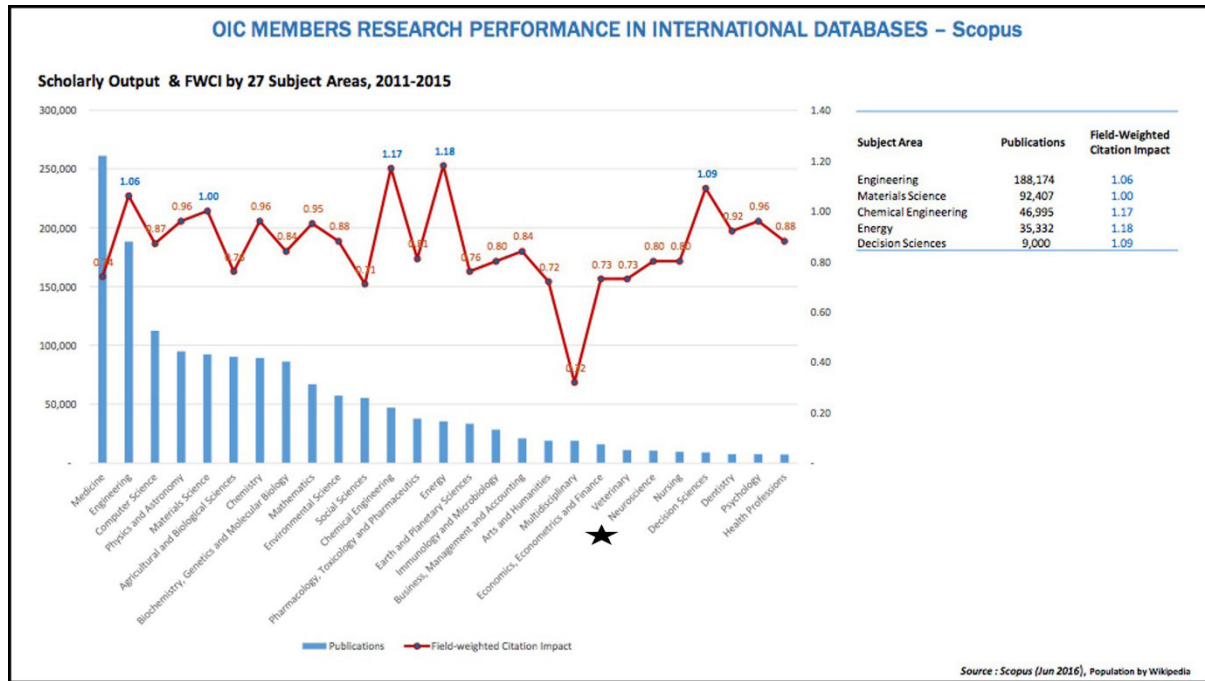 OIC MEMBERS RESEARCH PERFORMANCE IN INTERNATIONAL DATABASES – Scopus
Scholarly Output & FWCI by 27 Subject Areas, 2011-2015
300,000
250,000
200,000
150,000
100,000
50,000
-
1.40
1.20
1.00
0.80
0.60
0.40
0.20
-
0.74
1.06
0.87
0.96
1.00
0.76
0.96
0.84
0.95
0.88
0.71
1.17
0.81
1.18
0.76
0.80
0.84
0.72
0.32
0.73
0.73
0.80
0.80
1.09
0.92
0.96
0.88
Medicine
Engineering
Computer Science
Physics and Astronomy
Materials Science
Agricultural and Biological Sciences
Chemistry
Biochemistry, Genetics and Molecular Biology
Mathematics
Environmental Science
Social Sciences
Chemical Engineering
Pharmacology, Toxicology and Pharmaceutics
Energy
Earth and Planetary Sciences
Immunology and Microbiology
Business, Management and Accounting
Arts and Humanities
Multidisciplinary
Economics, Econometrics and Finance
Veterinary
Neuroscience
Nursing
Decision Sciences
Dentistry
Psychology
Health Professions
Publications
Field-weighted Citation Impact
Subject Area Publications Field-Weighted
Citation Impact
Engineering 188,174 1.06
Materials Science 92,407 1.00
Chemical Engineering 46,995 1.17
Energy 35,332 1.18
Decision Sciences 9,000 1.09
Source : Scopus (Jun 2016), Population by Wikipedia